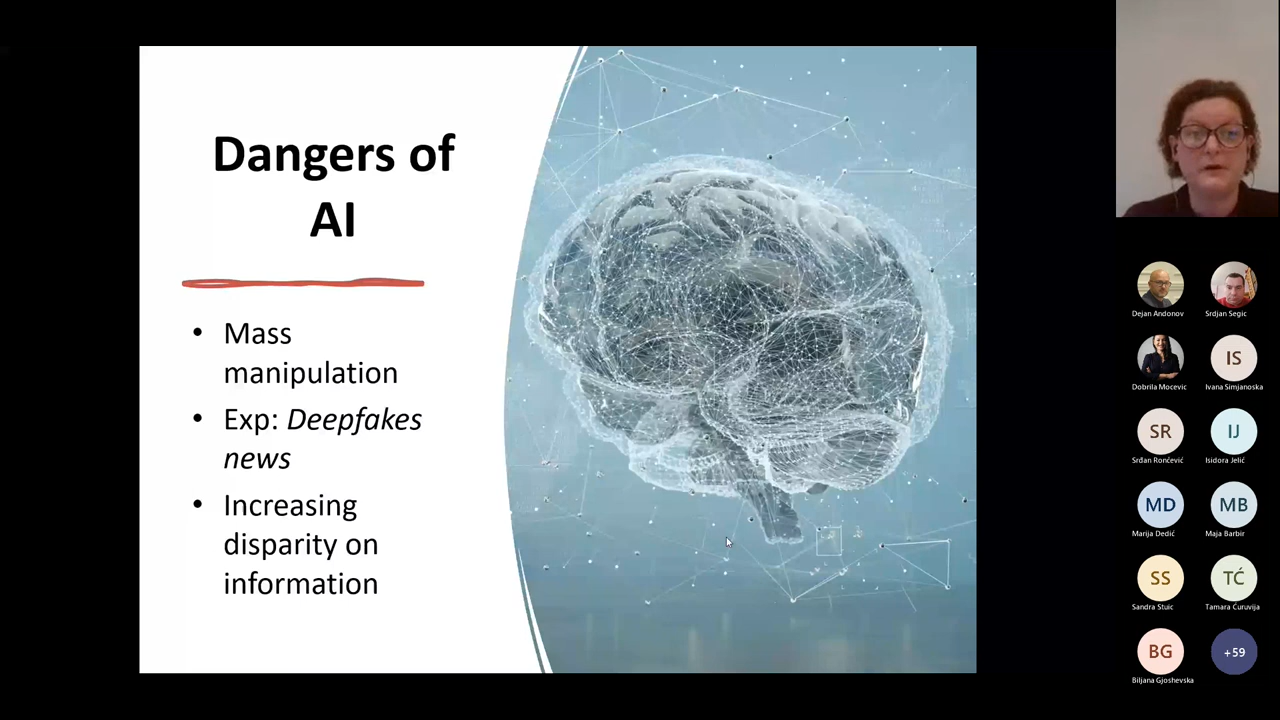 Dangers of
AI
• Mass
manipulation
• Exp: Deepfakes
news
• Increasing
disparity on
information
Dejan Andonov
Srdjan Segic
Dobrila Mocevic
IS
Ivana Simjanoska
SR
Srđan Rončević
IJ
Isidora Jelić
MD
Marija Dedić
MB
Maja Barbir
SS
Sandra Stuic
TĆ
Tamara Ćuruvija
BG
Biljana Gjoshevska
+59